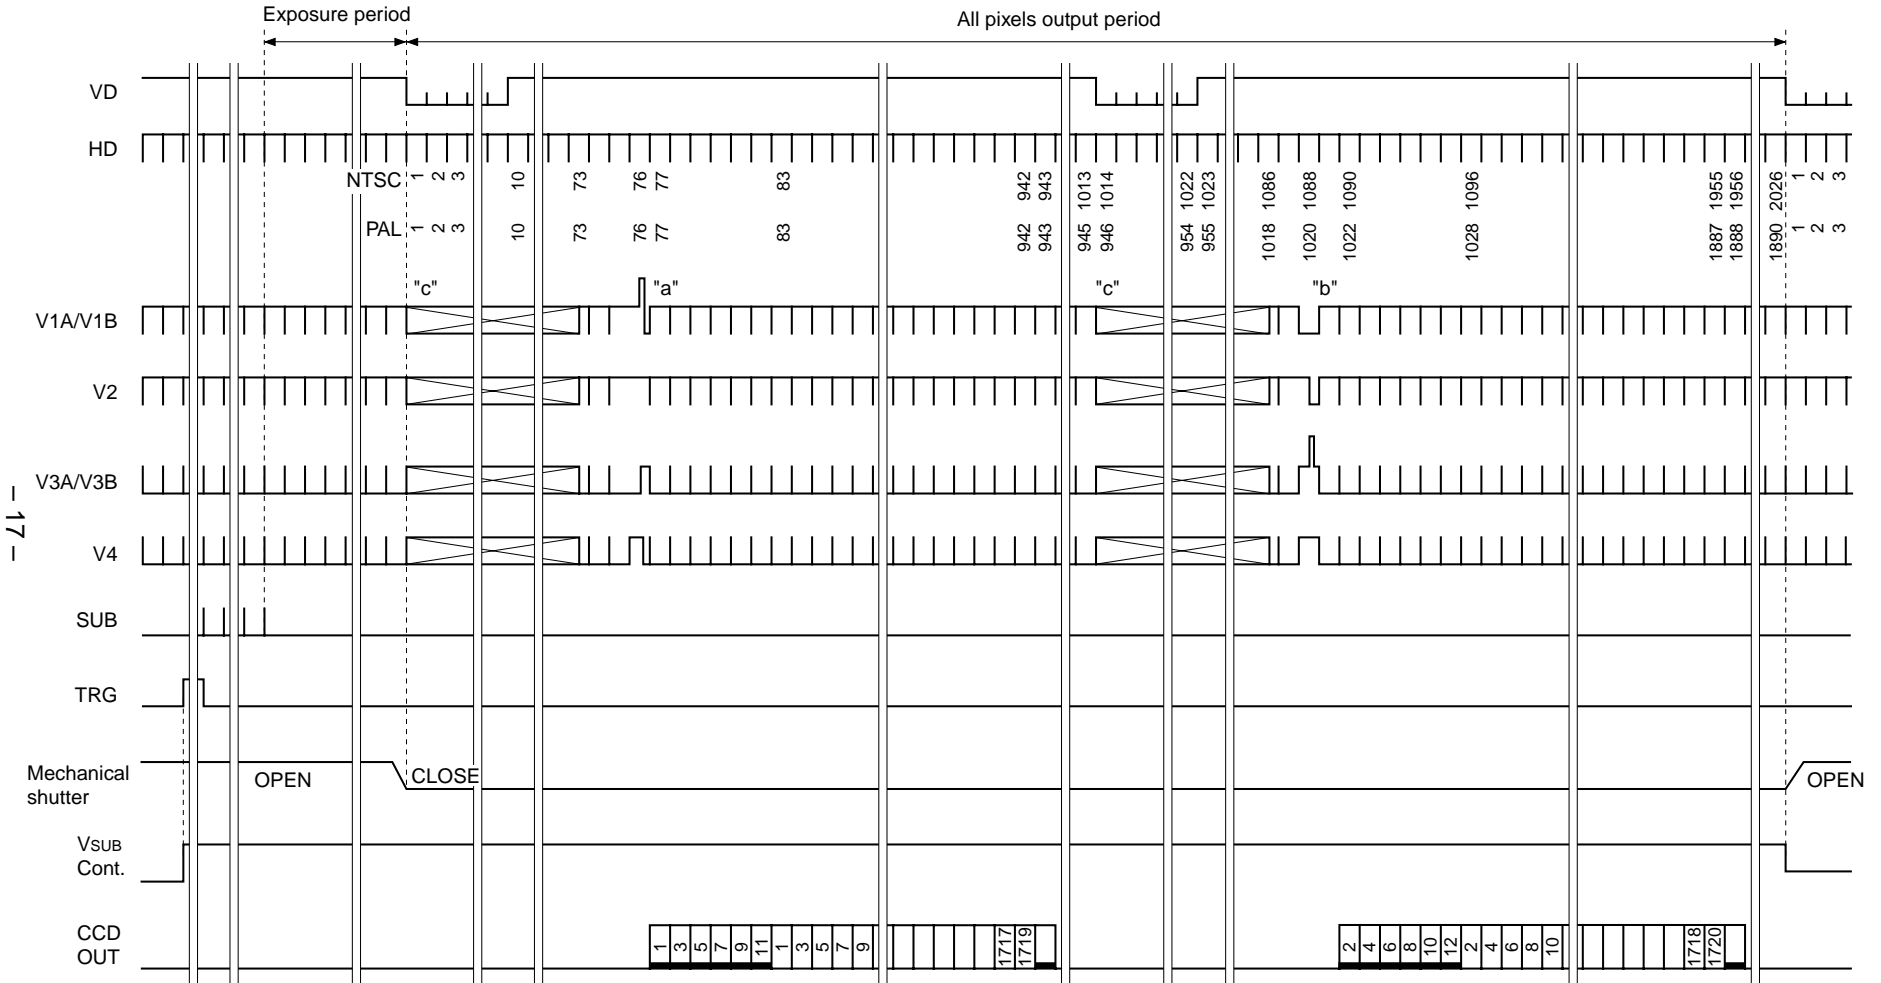 Exposure period
All pixels output period
VD
HD
NTSC 1 2 3 10 73 76 77 83 942 943 1013 1014 1022 1023 1086 1088 1090 1096 1955 1956 2026 1 2 3
PAL 1 2 3 10 73 76 77 83 942 943 945 946 954 955 1018 1020 1022 1028 1887 1888 1890 1 2 3
"c" "a" "c" "b"
V1A/V1B
V2
V3A/V3B
V4
SUB
TRG
Mechanical
shutter
OPEN CLOSE OPEN
VSUB
Cont.
CCD
OUT
1 3 5 7 9 11 1 3 5 7 9 1717 1719 2 4 6 8 10 12 2 4 6 8 10 1718 1720
– 17 –